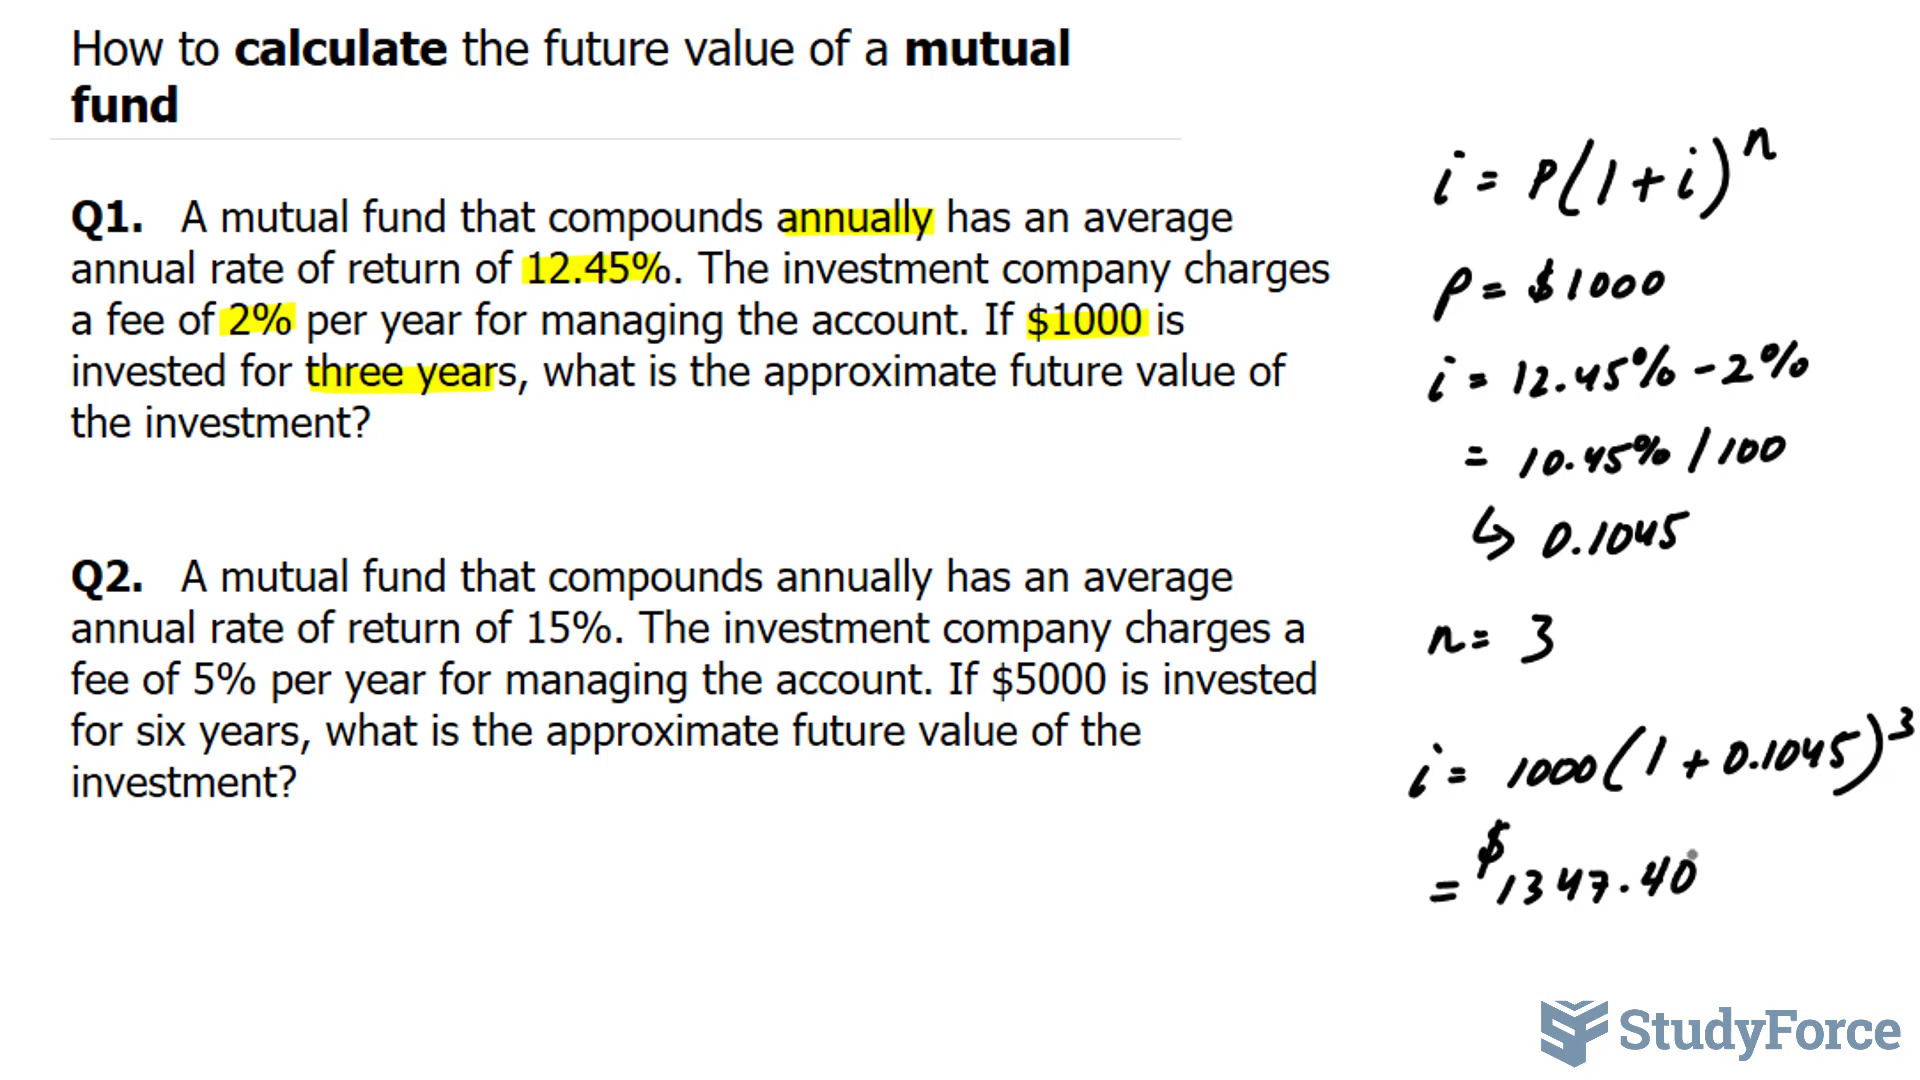 How to calculate the future value of a mutual
fund
Q1. A mutual fund that compounds annually has an average
annual rate of return of 12.45%. The investment company charges
a fee of 2% per year for managing the account. If $1000 is
invested for three years, what is the approximate future value of
the investment?
Q2. A mutual fund that compounds annually has an average
annual rate of return of 15%. The investment company charges a
fee of 5% per year for managing the account. If $5000 is invested
for six years, what is the approximate future value of the
investment?
i = P(1+i)^n
P = $1000
i = 12.45% - 2%
= 10.45% / 100
↳ 0.1045
n = 3
i = 1000(1 + 0.1045)^3
= $1347.40
StudyForce